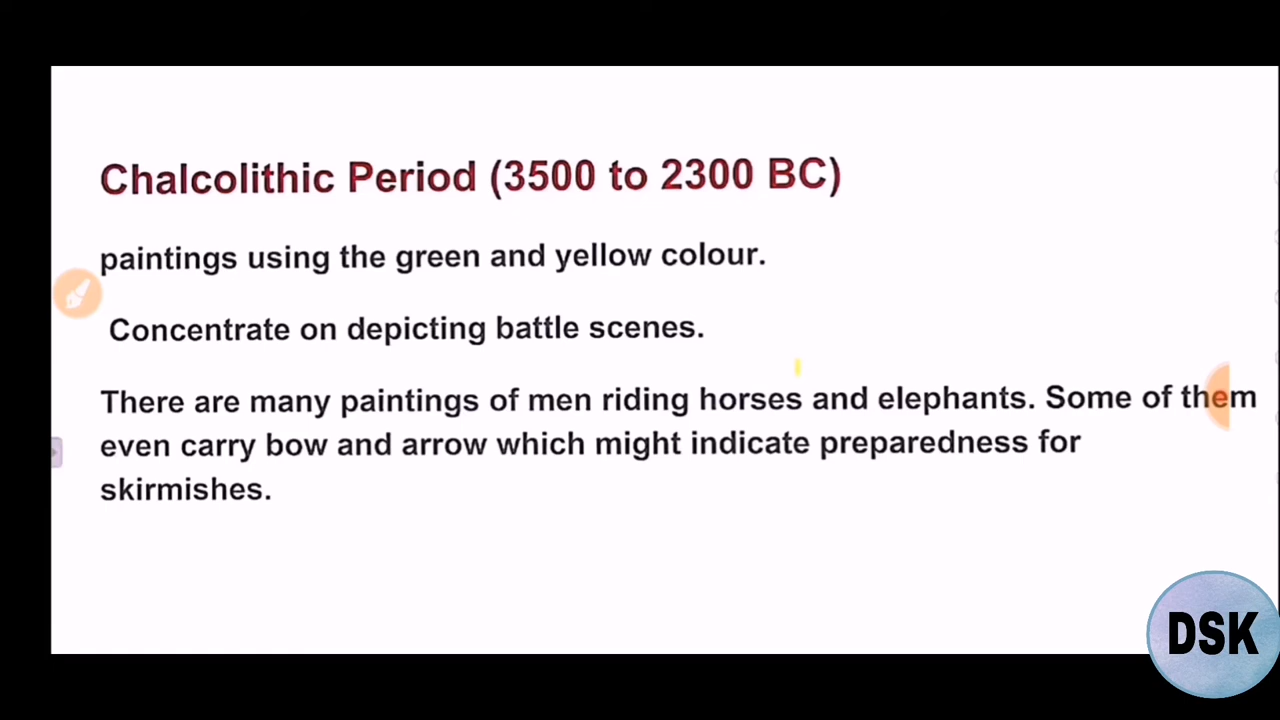 Chalcolithic Period (3500 to 2300 BC)
paintings using the green and yellow colour.
Concentrate on depicting battle scenes.
There are many paintings of men riding horses and elephants. Some of them
even carry bow and arrow which might indicate preparedness for
skirmishes.
DSK